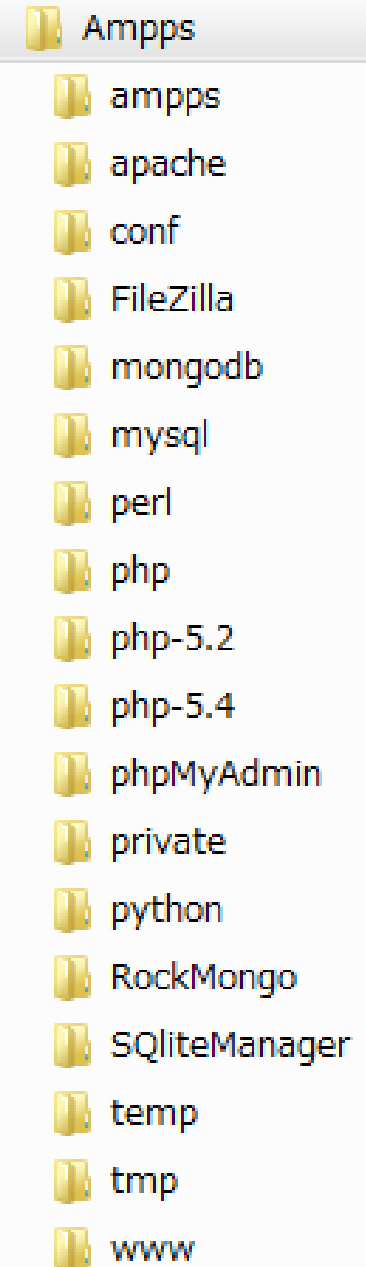 Ampps
ampps
apache
conf
FileZilla
mongodb
mysql
perl
php
php-5.2
php-5.4
phpMyAdmin
private
python
RockMongo
SQliteManager
temp
tmp
www